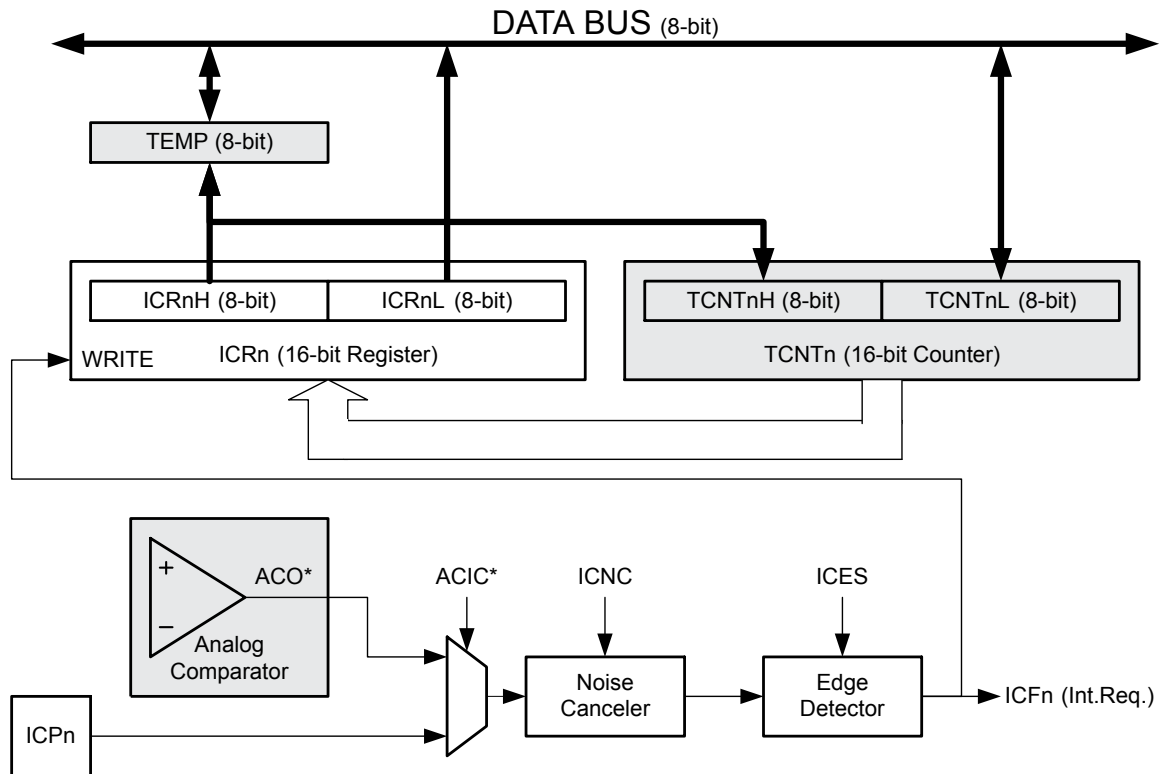 DATA BUS (8-bit)
TEMP (8-bit)
ICRnH (8-bit)
ICRnL (8-bit)
TCNTnH (8-bit)
TCNTnL (8-bit)
WRITE
ICRn (16-bit Register)
TCNTn (16-bit Counter)
+
−
ACO*
Analog
Comparator
ACIC*
ICNC
ICES
Noise
Canceler
Edge
Detector
ICFn (Int.Req.)
ICPn